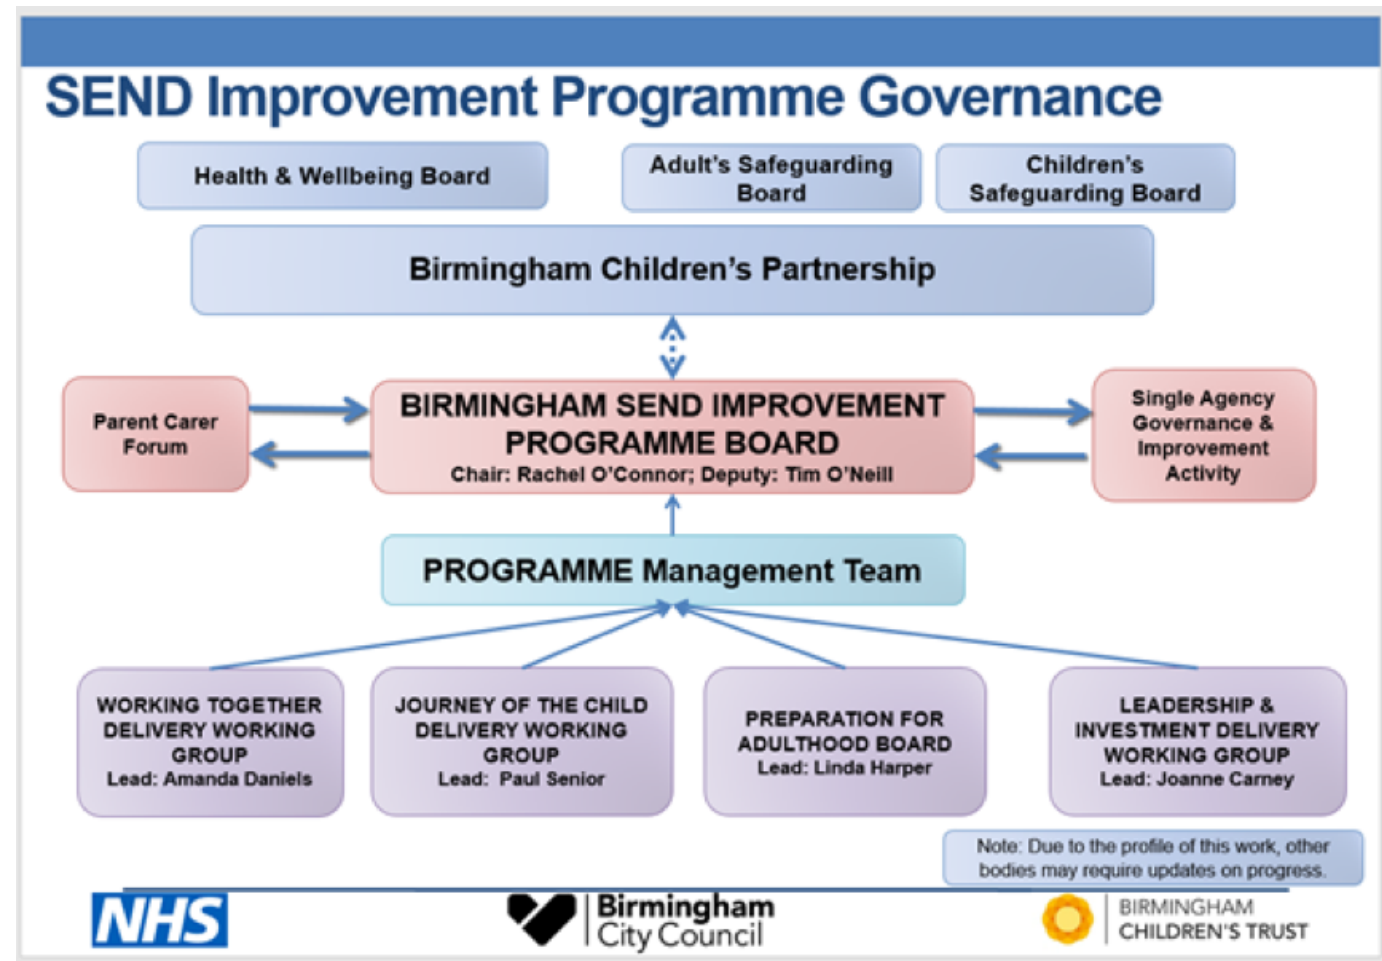 SEND Improvement Programme Governance
Health & Wellbeing Board
Adult's Safeguarding
Board
Children's
Safeguarding Board
Birmingham Children's Partnership
Parent Carer
Forum
BIRMINGHAM SEND IMPROVEMENT
PROGRAMME BOARD
Chair: Rachel O'Connor; Deputy: Tim O'Neill
Single Agency
Governance &
Improvement
Activity
PROGRAMME Management Team
WORKING TOGETHER
DELIVERY WORKING
GROUP
Lead: Amanda Daniels
JOURNEY OF THE CHILD
DELIVERY WORKING
GROUP
Lead: Paul Senior
PREPARATION FOR
ADULTHOOD BOARD
Lead: Linda Harper
LEADERSHIP &
INVESTMENT DELIVERY
WORKING GROUP
Lead: Joanne Carney
Note: Due to the profile of this work, other
bodies may require updates on progress.
NHS
Birmingham
City Council
BIRMINGHAM
CHILDREN'S TRUST